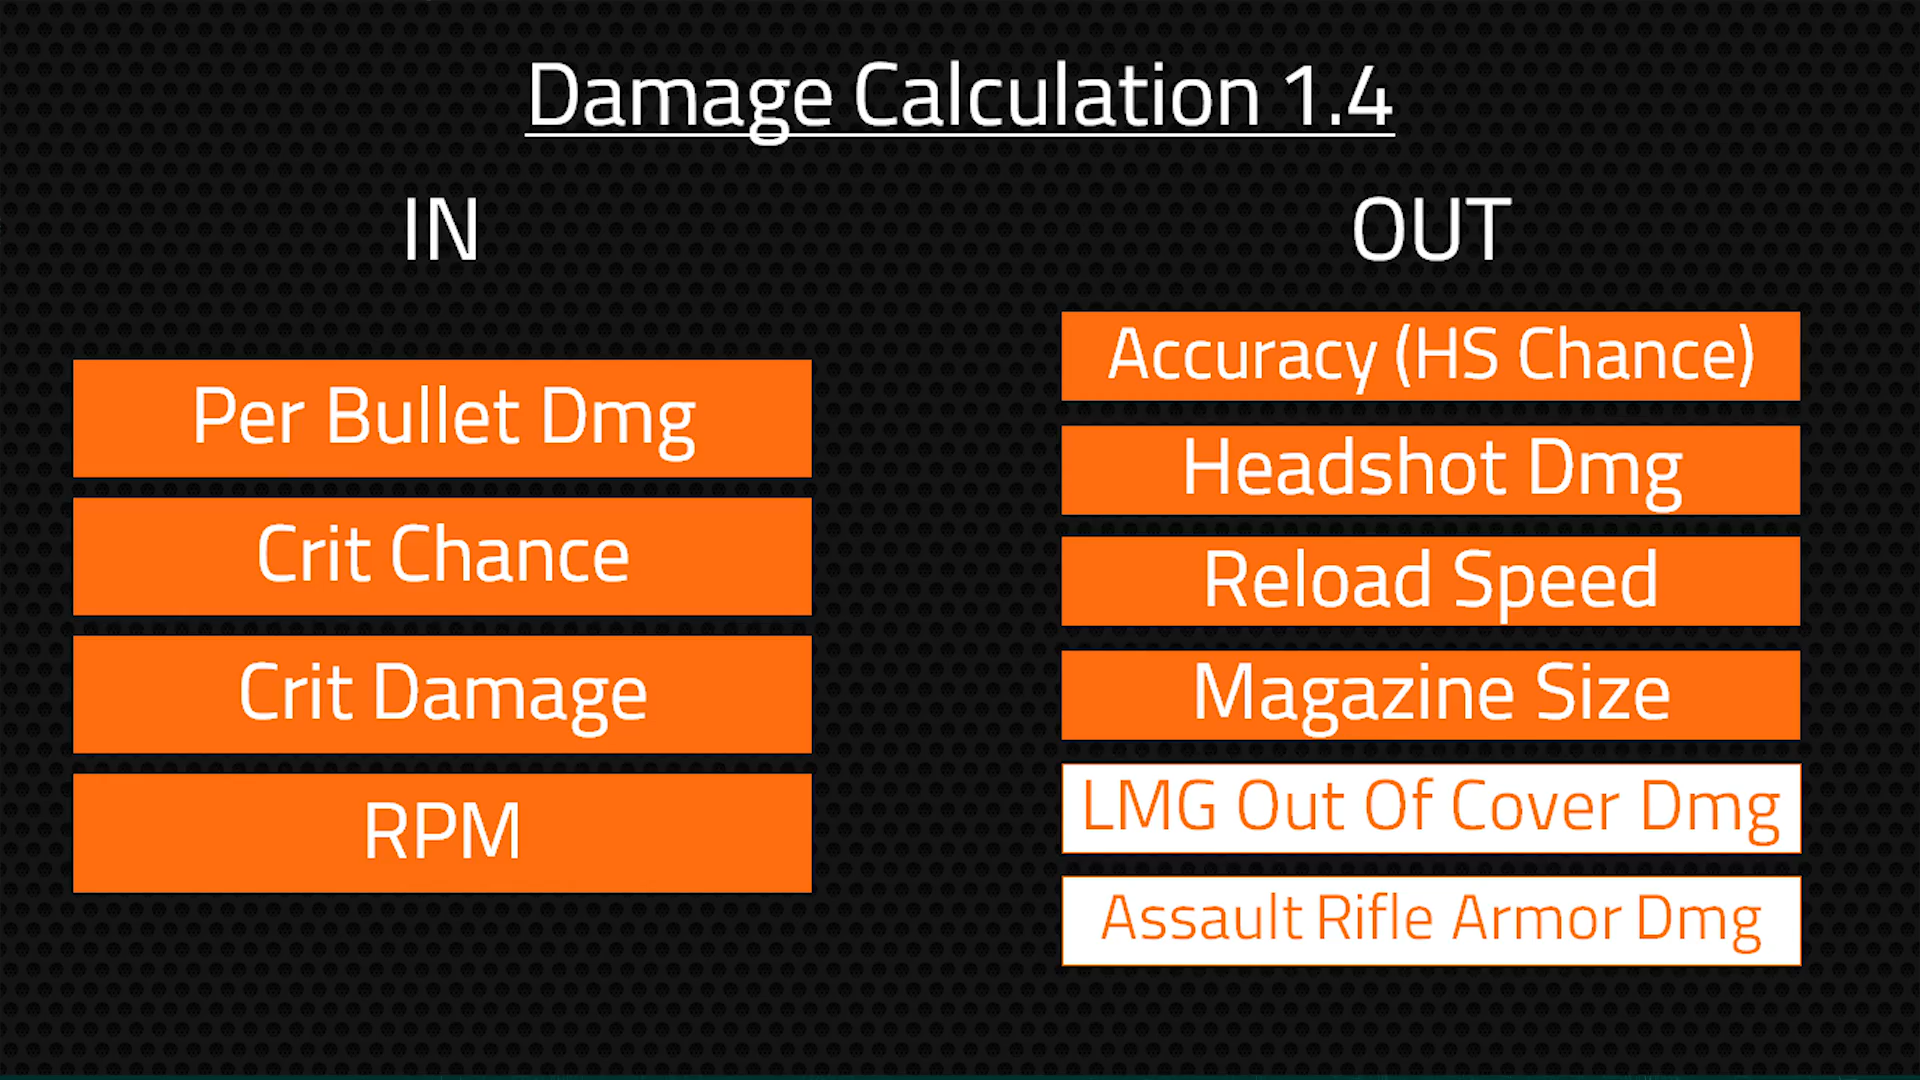 Damage Calculation 1.4
IN
Per Bullet Dmg
Crit Chance
Crit Damage
RPM
OUT
Accuracy (HS Chance)
Headshot Dmg
Reload Speed
Magazine Size
LMG Out Of Cover Dmg
Assault Rifle Armor Dmg